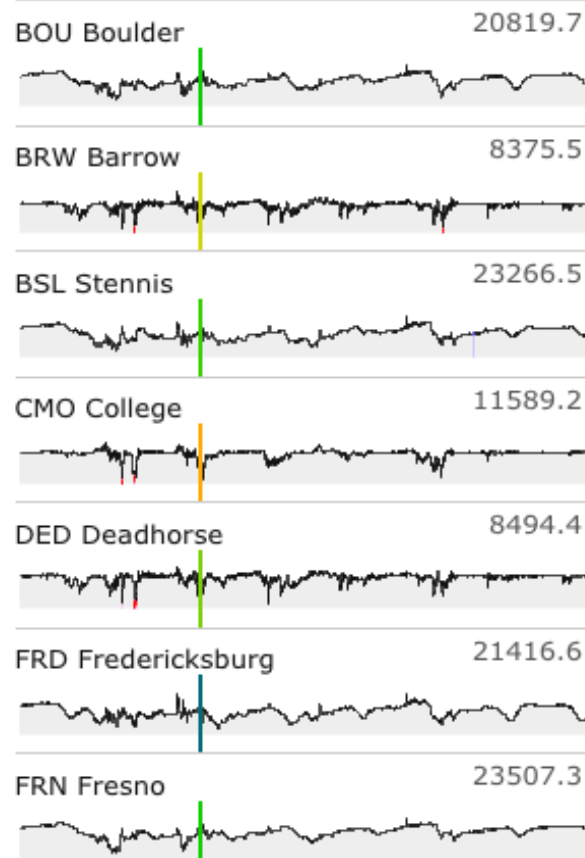 BOU Boulder 20819.7
BRW Barrow 8375.5
BSL Stennis 23266.5
CMO College 11589.2
DED Deadhorse 8494.4
FRD Fredericksburg 21416.6
FRN Fresno 23507.3